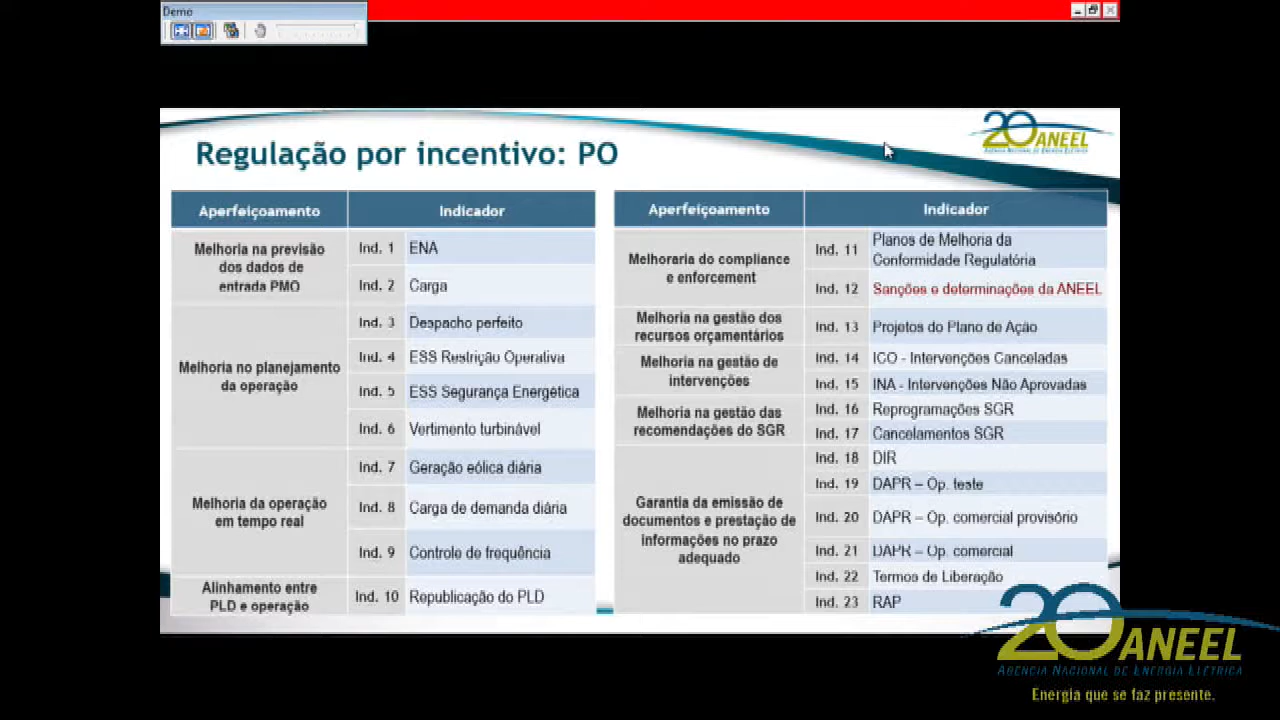 Demo
20 ANEEL
AGÊNCIA NACIONAL DE ENERGIA ELÉTRICA
Regulação por incentivo: PO
Aperfeiçoamento
Indicador
Melhoria na previsão
dos dados de
entrada PMO
Ind. 1
ENA
Ind. 2
Carga
Melhoria no planejamento
da operação
Ind. 3
Despacho perfeito
Ind. 4
ESS Restrição Operativa
Ind. 5
ESS Segurança Energética
Ind. 6
Vertimento turbinável
Melhoria da operação
em tempo real
Ind. 7
Geração eólica diária
Ind. 8
Carga de demanda diária
Ind. 9
Controle de frequência
Alinhamento entre
PLD e operação
Ind. 10
Republicação do PLD
Aperfeiçoamento
Indicador
Melhoraria do compliance
e enforcement
Ind. 11
Planos de Melhoria da
Conformidade Regulatória
Ind. 12
Sanções e determinações da ANEEL
Melhoria na gestão dos
recursos orçamentários
Ind. 13
Projetos do Plano de Ação
Melhoria na gestão de
intervenções
Ind. 14
ICO - Intervenções Canceladas
Ind. 15
INA - Intervenções Não Aprovadas
Melhoria na gestão das
recomendações do SGR
Ind. 16
Reprogramações SGR
Ind. 17
Cancelamentos SGR
Garantia da emissão de
documentos e prestação de
informações no prazo
adequado
Ind. 18
DIR
Ind. 19
DAPR – Op. teste
Ind. 20
DAPR – Op. comercial provisório
Ind. 21
DAPR – Op. comercial
Ind. 22
Termos de Liberação
Ind. 23
RAP
20 ANEEL
AGÊNCIA NACIONAL DE ENERGIA ELÉTRICA
Energia que se faz presente.